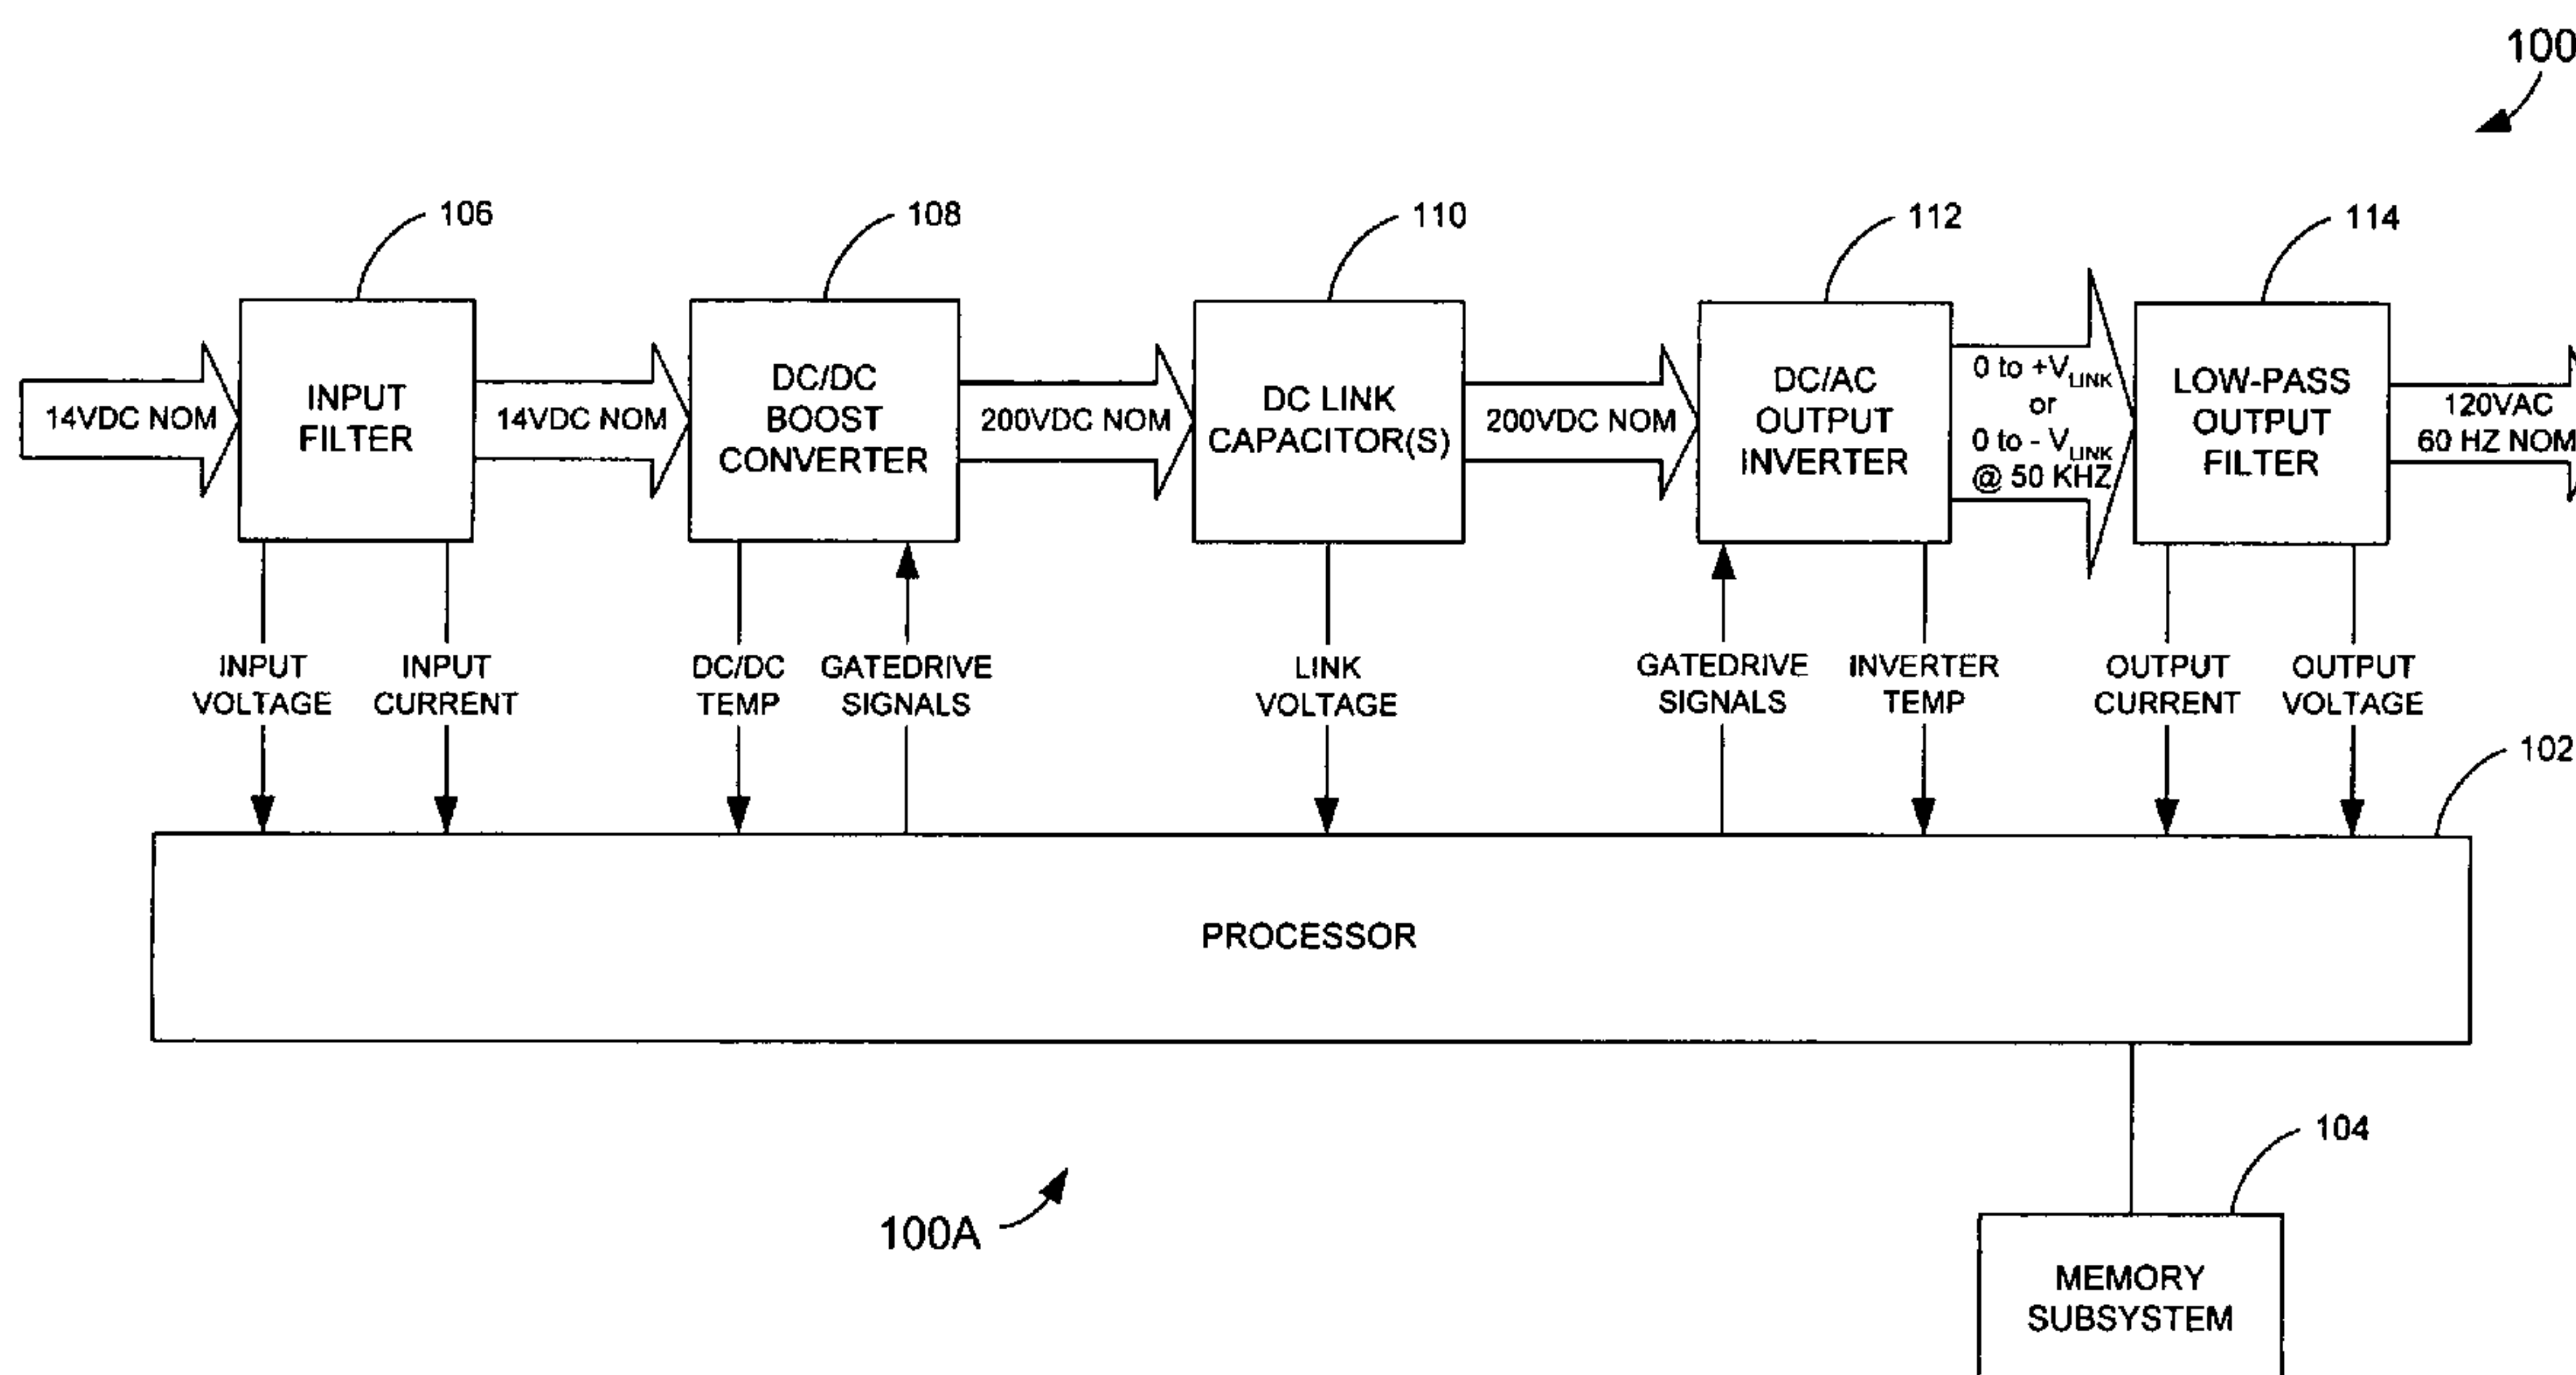 100
106
108
110
112
114
14VDC NOM
INPUT
FILTER
14VDC NOM
DC/DC
BOOST
CONVERTER
200VDC NOM
DC LINK
CAPACITOR(S)
200VDC NOM
DC/AC
OUTPUT
INVERTER
0 to +VLINK
or
0 to - VLINK
@ 50 KHZ
LOW-PASS
OUTPUT
FILTER
120VAC
60 HZ NOM
INPUT
VOLTAGE
INPUT
CURRENT
DC/DC
TEMP
GATEDRIVE
SIGNALS
LINK
VOLTAGE
GATEDRIVE
SIGNALS
INVERTER
TEMP
OUTPUT
CURRENT
OUTPUT
VOLTAGE
102
PROCESSOR
104
100A
MEMORY
SUBSYSTEM